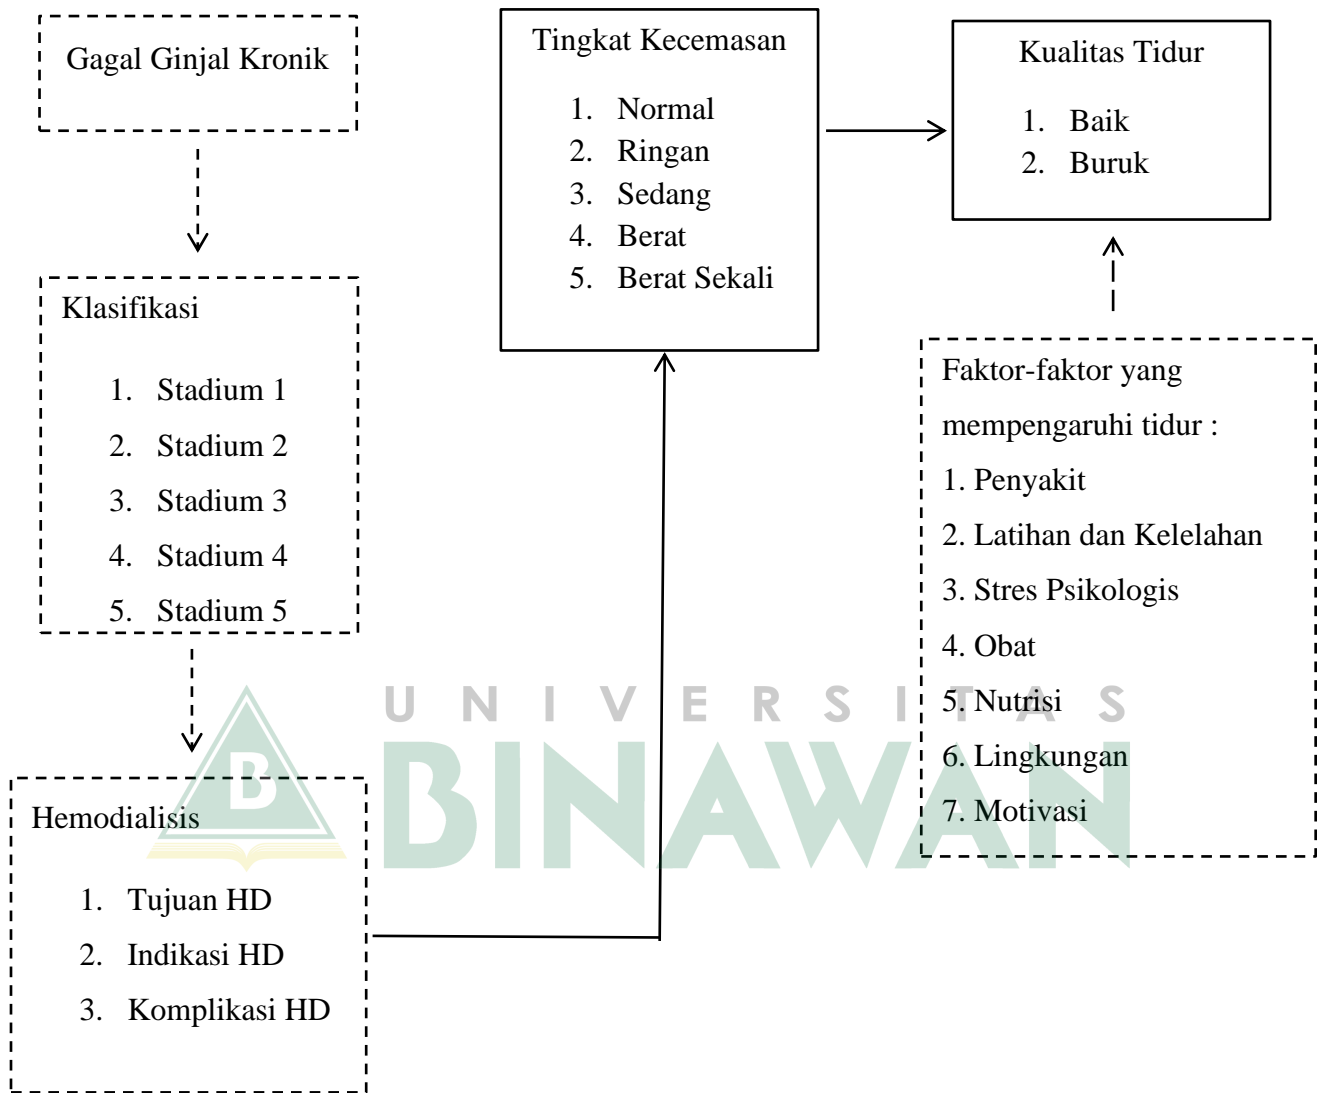 Gagal Ginjal Kronik
Klasifikasi
1. Stadium 1
2. Stadium 2
3. Stadium 3
4. Stadium 4
5. Stadium 5
Hemodialisis
1. Tujuan HD
2. Indikasi HD
3. Komplikasi HD
Tingkat Kecemasan
1. Normal
2. Ringan
3. Sedang
4. Berat
5. Berat Sekali
Kualitas Tidur
1. Baik
2. Buruk
Faktor-faktor yang
mempengaruhi tidur :
1. Penyakit
2. Latihan dan Kelelahan
3. Stres Psikologis
4. Obat
5. Nutrisi
6. Lingkungan
7. Motivasi
B
UNIVERSITAS
BINAWAN